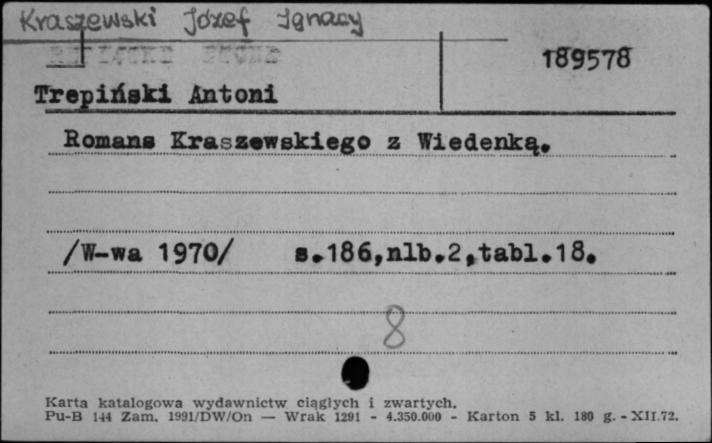 Kraszewski Józef Ignacy
189578
Trepiński Antoni
Romans Kraszewskiego z Wiedenką.
/W-wa 1970/ s.186,nlb.2,tabl.18.
8
Karta katalogowa wydawnictw ciągłych i zwartych.
Pu-B 144 Zam. 1991/DW/On — Wrak 1291 - 4.350.000 - Karton 5 kl. 180 g. - XII.72.